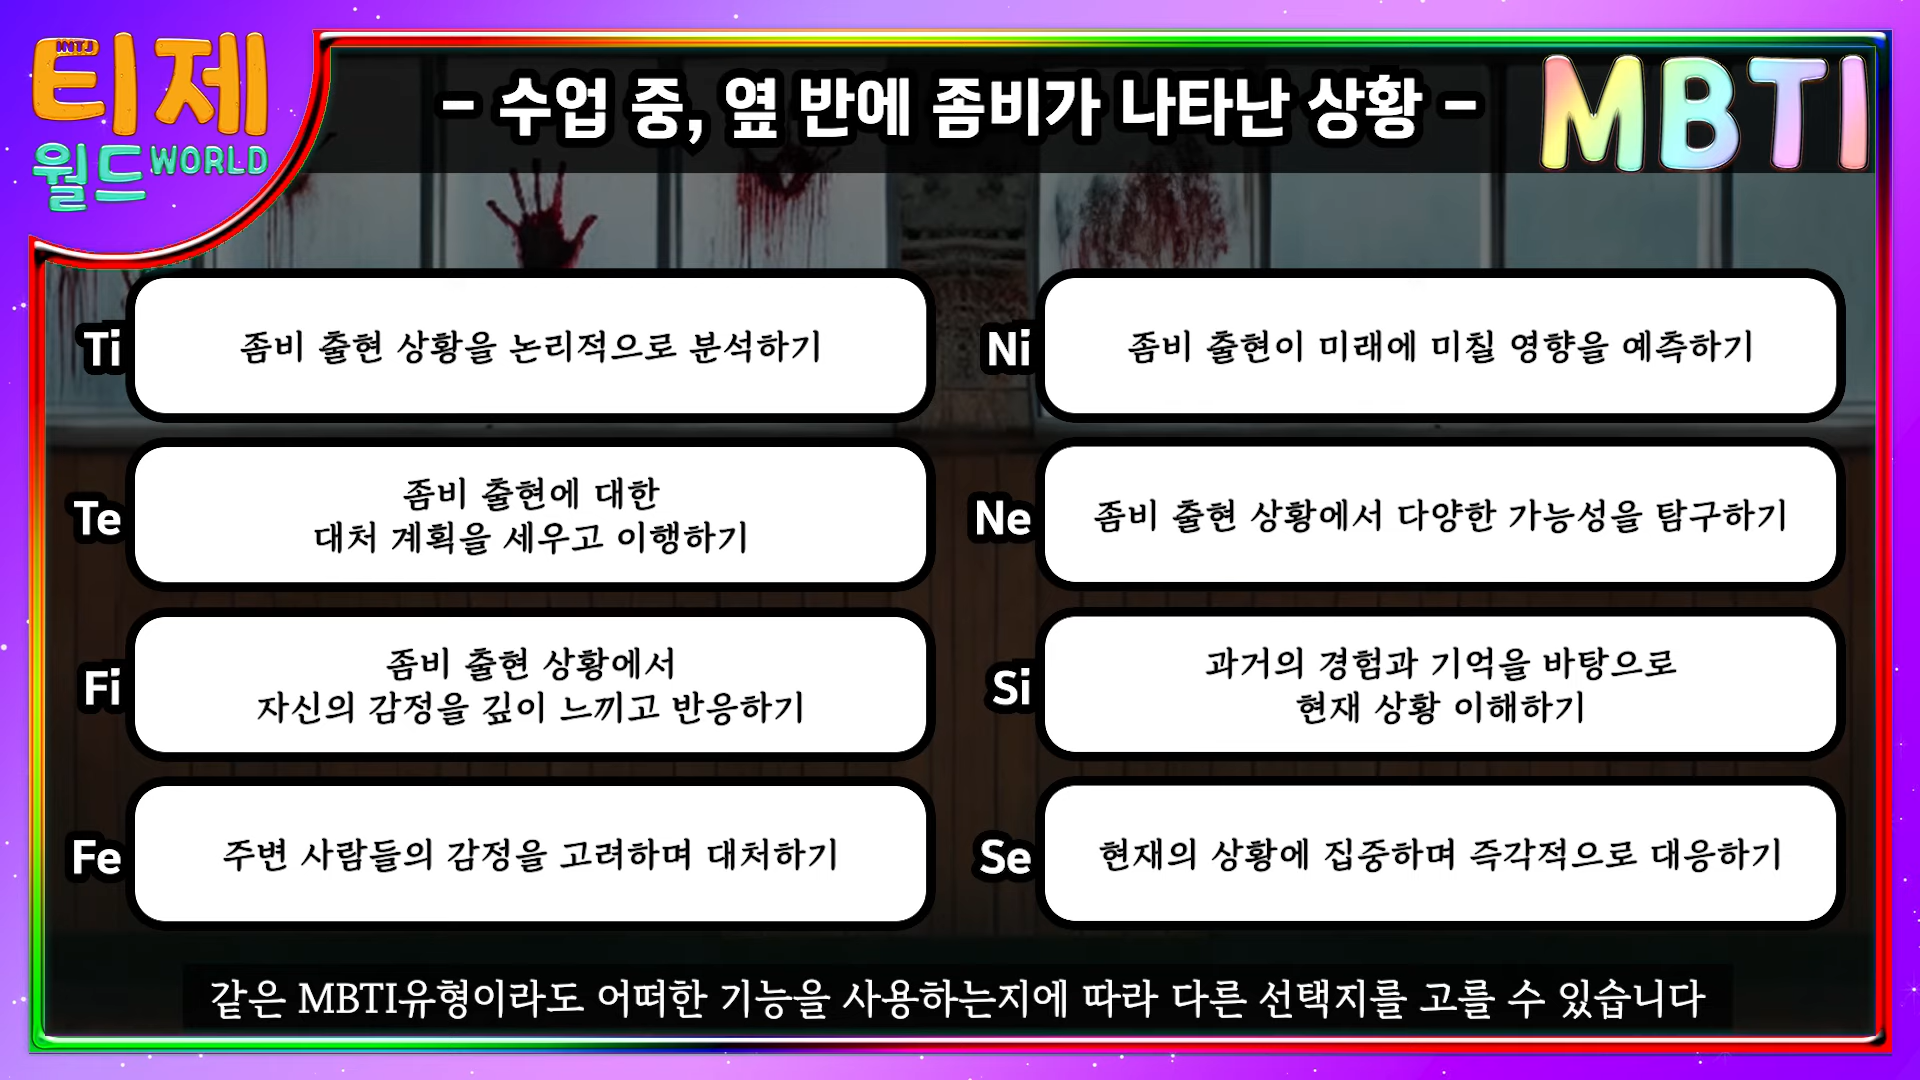 INTJ
티제
월드 WORLD
- 수업 중, 옆 반에 좀비가 나타난 상황 -
MBTI
Ti
좀비 출현 상황을 논리적으로 분석하기
Te
좀비 출현에 대한
대처 계획을 세우고 이행하기
Fi
좀비 출현 상황에서
자신의 감정을 깊이 느끼고 반응하기
Fe
주변 사람들의 감정을 고려하며 대처하기
Ni
좀비 출현이 미래에 미칠 영향을 예측하기
Ne
좀비 출현 상황에서 다양한 가능성을 탐구하기
Si
과거의 경험과 기억을 바탕으로
현재 상황 이해하기
Se
현재의 상황에 집중하며 즉각적으로 대응하기
같은 MBTI유형이라도 어떠한 기능을 사용하는지에 따라 다른 선택지를 고를 수 있습니다